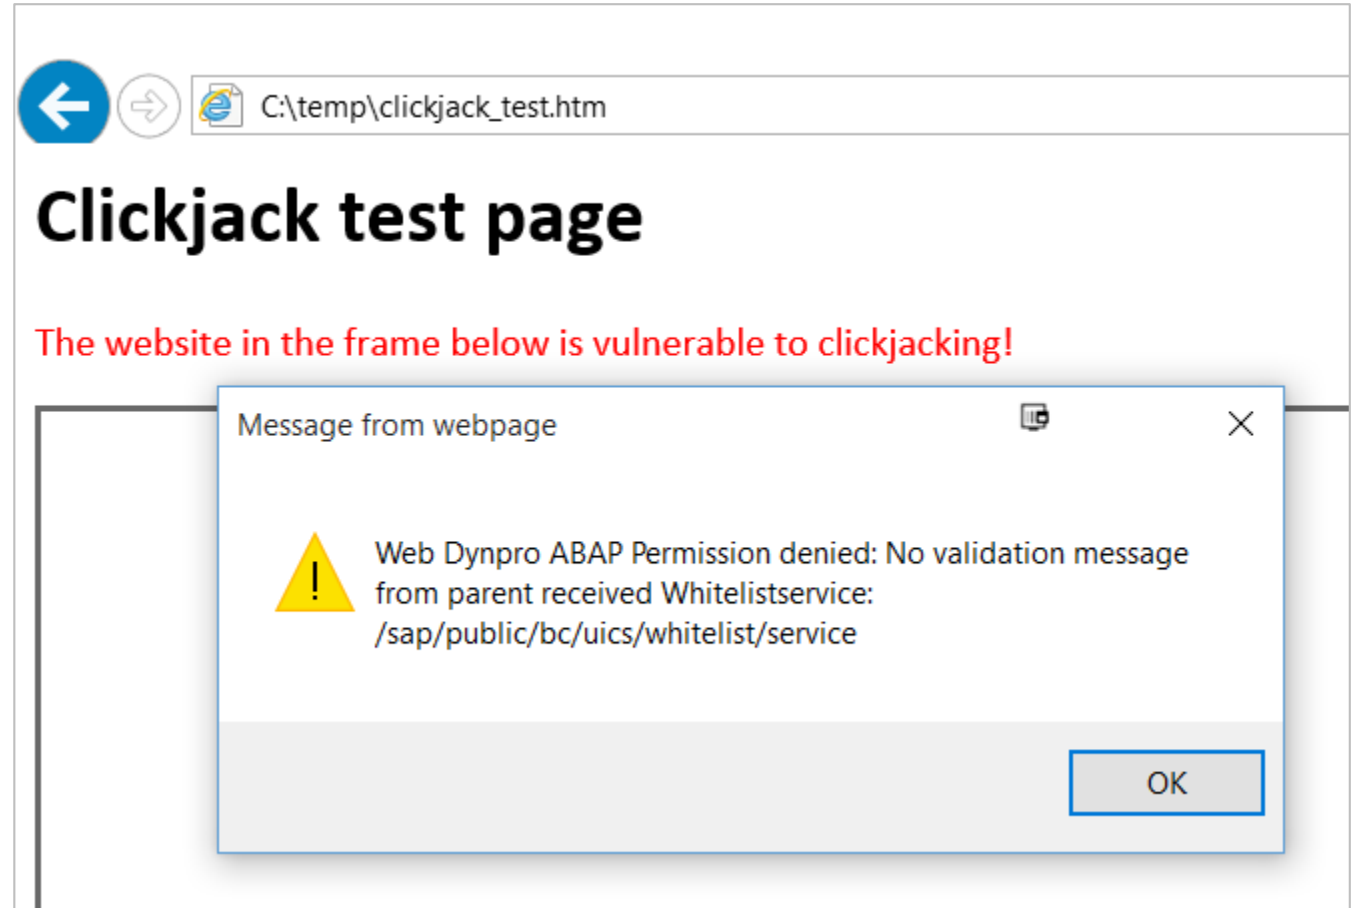 C:\temp\clickjack_test.htm
Clickjack test page
The website in the frame below is vulnerable to clickjacking!
Message from webpage
Web Dynpro ABAP Permission denied: No validation message
from parent received Whitelistservice:
/sap/public/bc/uics/whitelist/service
OK